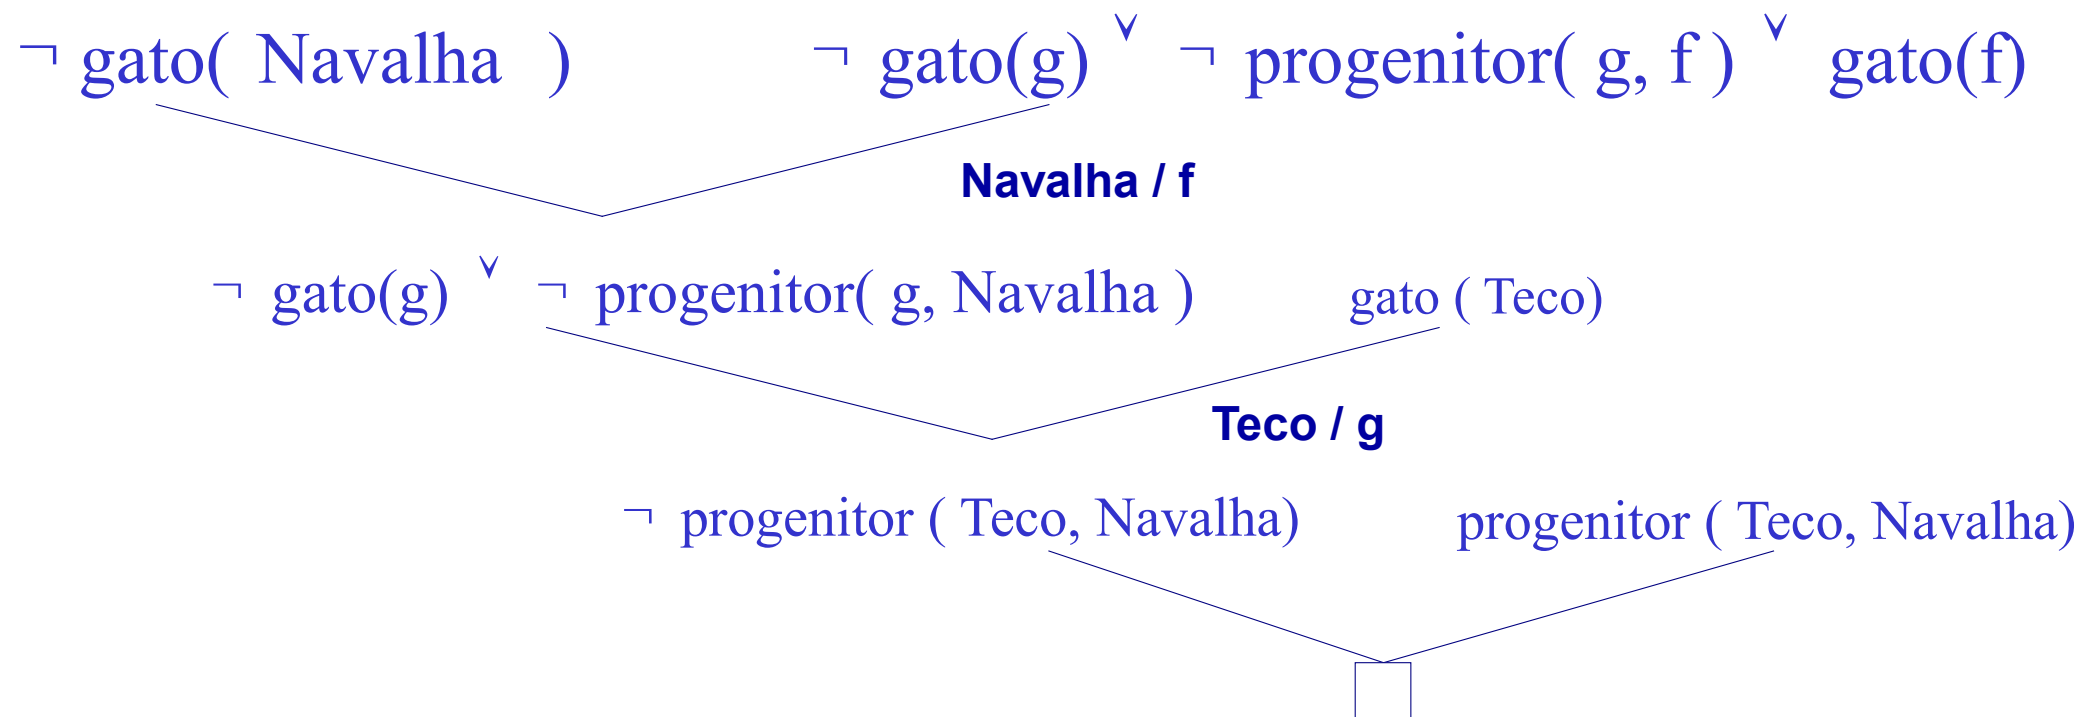 ¬ gato( Navalha ) ¬ gato(g) ˅ ¬ progenitor( g, f ) ˅ gato(f)
Navalha / f
¬ gato(g) ˅ ¬ progenitor( g, Navalha ) gato ( Teco)
Teco / g
¬ progenitor ( Teco, Navalha) progenitor ( Teco, Navalha)